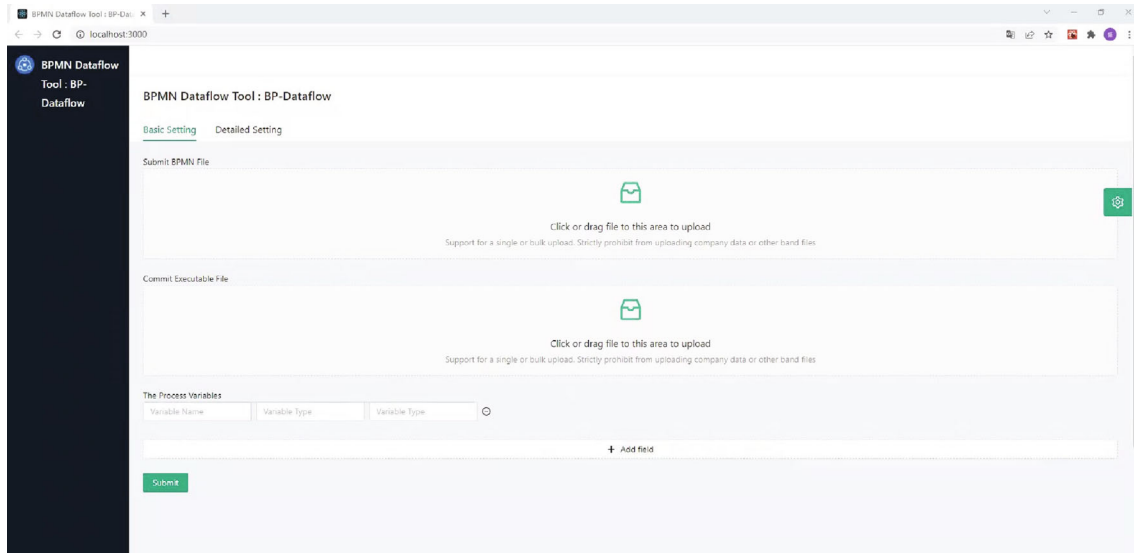 BPMN Dataflow Tool : BP-Da
localhost:3000
BPMN Dataflow
Tool : BP-
Dataflow
BPMN Dataflow Tool : BP-Dataflow
Basic Setting Detailed Setting
Submit BPMN File
Click or drag file to this area to upload
Support for a single or bulk upload. Strictly prohibit from uploading company data or other band files
Commit Executable File
Click or drag file to this area to upload
Support for a single or bulk upload. Strictly prohibit from uploading company data or other band files
The Process Variables
Variable Name Variable Type Variable Type
+ Add field
Submit